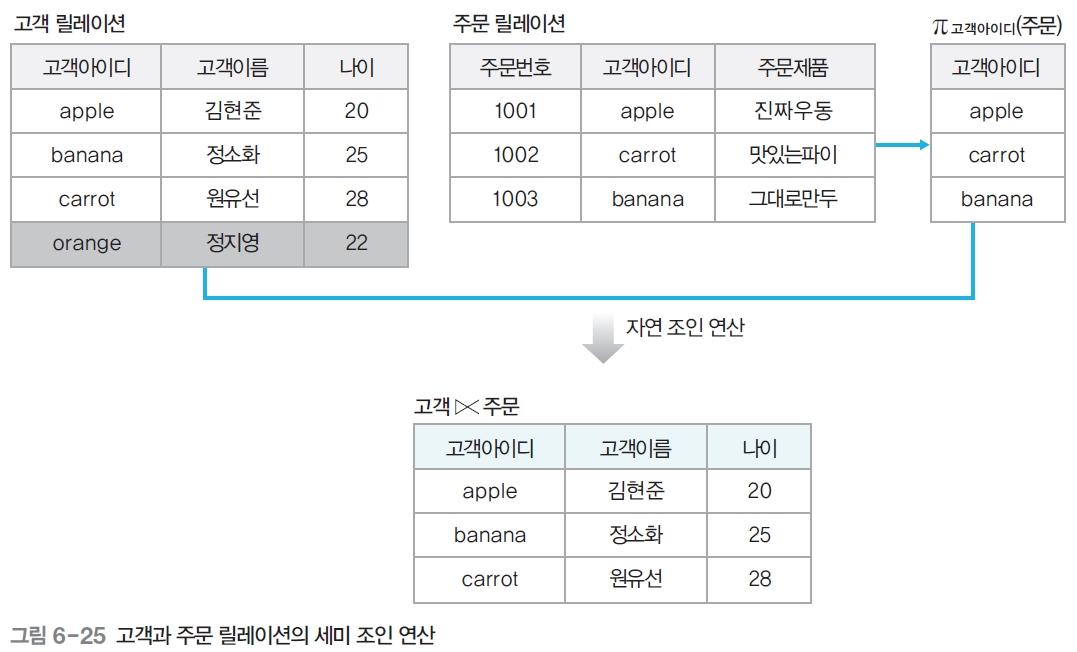 고객 릴레이션
고객아이디 고객이름 나이
apple 김현준 20
banana 정소화 25
carrot 원유선 28
orange 정지영 22
주문 릴레이션
주문번호 고객아이디 주문제품
1001 apple 진짜우동
1002 carrot 맛있는파이
1003 banana 그대로만두
π고객아이디(주문)
고객아이디
apple
carrot
banana
자연 조인 연산
고객⋉주문
고객아이디 고객이름 나이
apple 김현준 20
banana 정소화 25
carrot 원유선 28
그림 6-25 고객과 주문 릴레이션의 세미 조인 연산